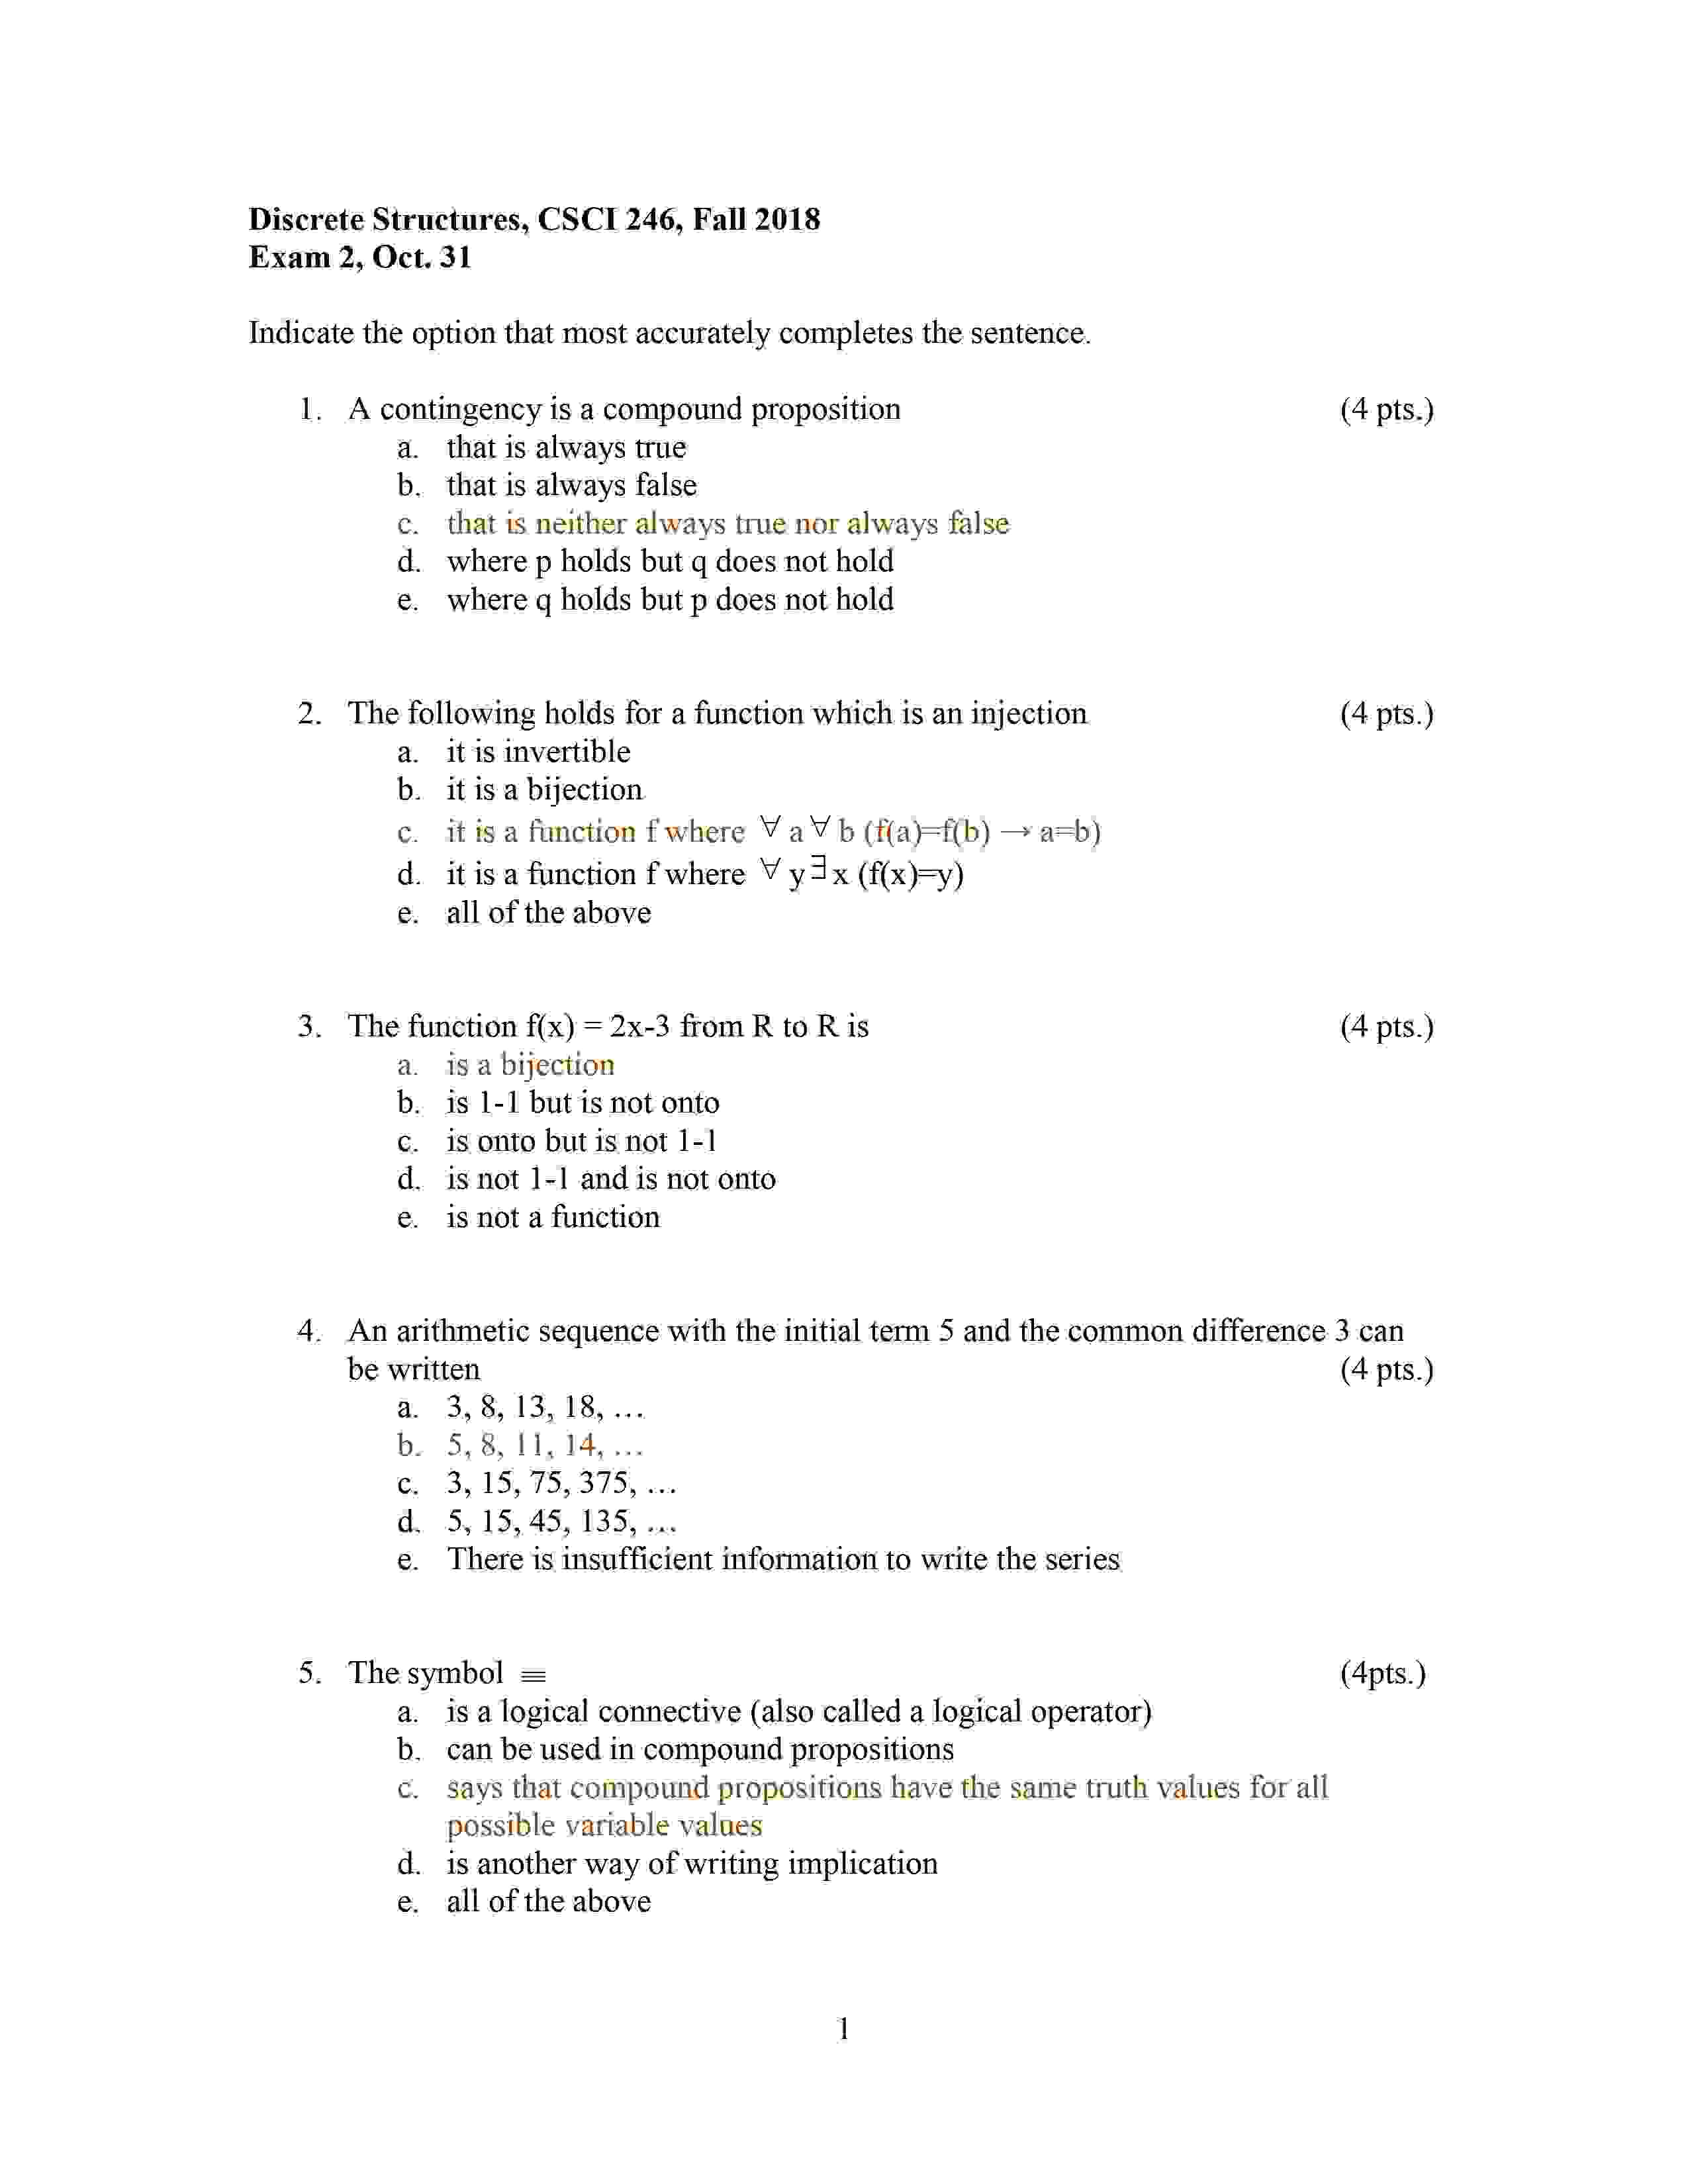 Discrete Structures, CSCI 246, Fall 2018
Exam 2, Oct. 31
Indicate the option that most accurately completes the sentence.
1. A contingency is a compound proposition (4 pts.)
a. that is always true
b. that is always false
c. that is neither always true nor always false
d. where p holds but q does not hold
e. where q holds but p does not hold
2. The following holds for a function which is an injection (4 pts.)
a. it is invertible
b. it is a bijection
c. it is a function f where ∀ a ∀ b (f(a)=f(b) → a=b)
d. it is a function f where ∀ y ∃ x (f(x)=y)
e. all of the above
3. The function f(x) = 2x-3 from R to R is (4 pts.)
a. is a bijection
b. is 1-1 but is not onto
c. is onto but is not 1-1
d. is not 1-1 and is not onto
e. is not a function
4. An arithmetic sequence with the initial term 5 and the common difference 3 can
be written (4 pts.)
a. 3, 8, 13, 18, …
b. 5, 8, 11, 14, …
c. 3, 15, 75, 375, …
d. 5, 15, 45, 135, …
e. There is insufficient information to write the series
5. The symbol ≡ (4pts.)
a. is a logical connective (also called a logical operator)
b. can be used in compound propositions
c. says that compound propositions have the same truth values for all
possible variable values
d. is another way of writing implication
e. all of the above
1